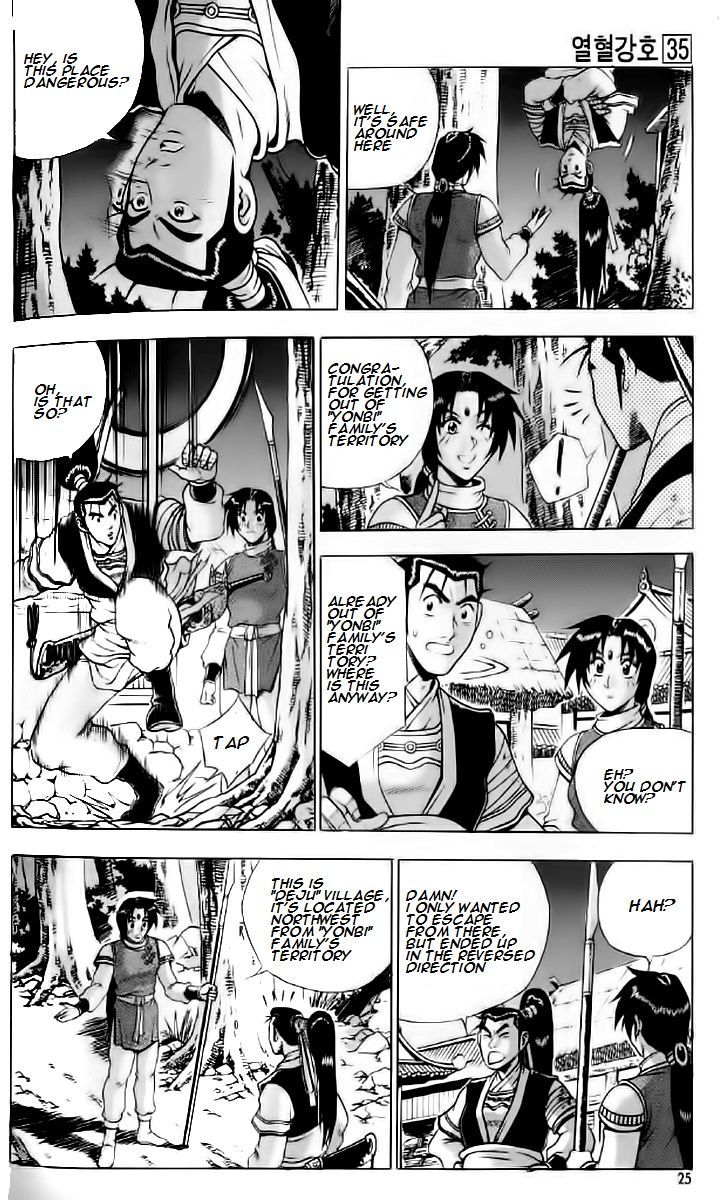 열혈강호 35
HEY, IS
THIS PLACE
DANGEROUS?
WELL,
IT'S SAFE
AROUND
HERE
OH,
IS THAT
SO?
TAP
CONGRA-
TULATION,
FOR GETTING
OUT OF
"YONBI"
FAMILY'S
TERRITORY
!
ALREADY
OUT OF
"YONBI"
FAMILY'S
TERRI
TORY?
WHERE
IS THIS
ANYWAY?
EH?
YOU DON'T
KNOW?
THIS IS
"DEJU" VILLAGE,
IT'S LOCATED
NORTHWEST
FROM "YONBI"
FAMILY'S
TERRITORY
DAMN!
I ONLY WANTED
TO ESCAPE
FROM THERE,
BUT ENDED UP
IN THE REVERSED
DIRECTION
HAH?
25